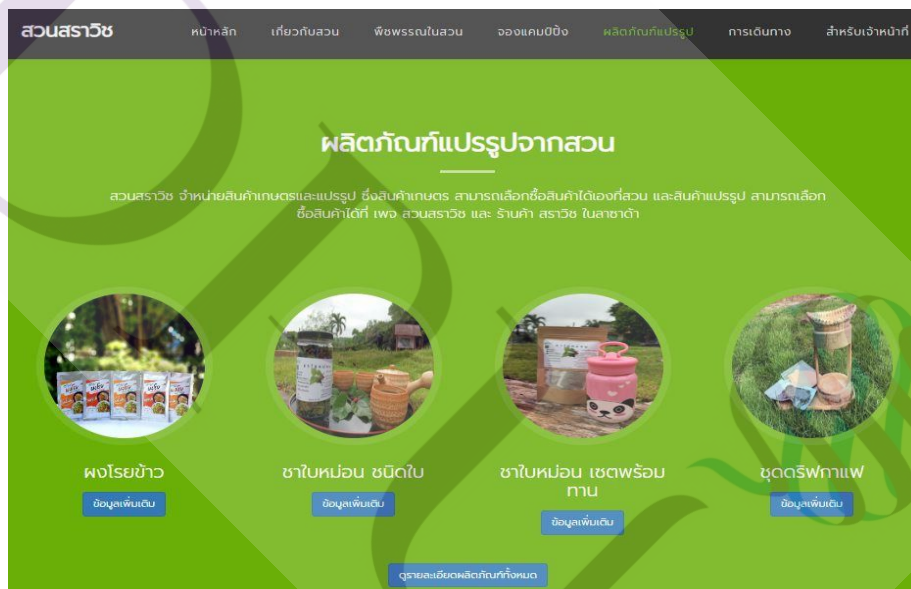 สวนสราวิช
หน้าหลัก เกี่ยวกับสวน พืชพรรณในสวน จองแคมป์ปิ้ง ผลิตภัณฑ์แปรรูป การเดินทาง สำหรับเจ้าหน้าที่
ผลิตภัณฑ์แปรรูปจากสวน
สวนสราวิช จำหน่ายสินค้าเกษตรและแปรรูป ซึ่งสินค้าเกษตร สามารถเลือกซื้อสินค้าได้เองที่สวน และสินค้าแปรรูป สามารถเลือก
ซื้อสินค้าได้ที่ เพจ สวนสราวิช และ ร้านค้า สราวิช ในลาซาด้า
ผงโรยข้าว ชาใบหม่อน ชนิดใบ ชาใบหม่อน เซตพร้อม ชุดดริฟกาแฟ
ทาน
ข้อมูลเพิ่มเติม ข้อมูลเพิ่มเติม ข้อมูลเพิ่มเติม ข้อมูลเพิ่มเติม
ดูรายละเอียดผลิตภัณฑ์ทั้งหมด